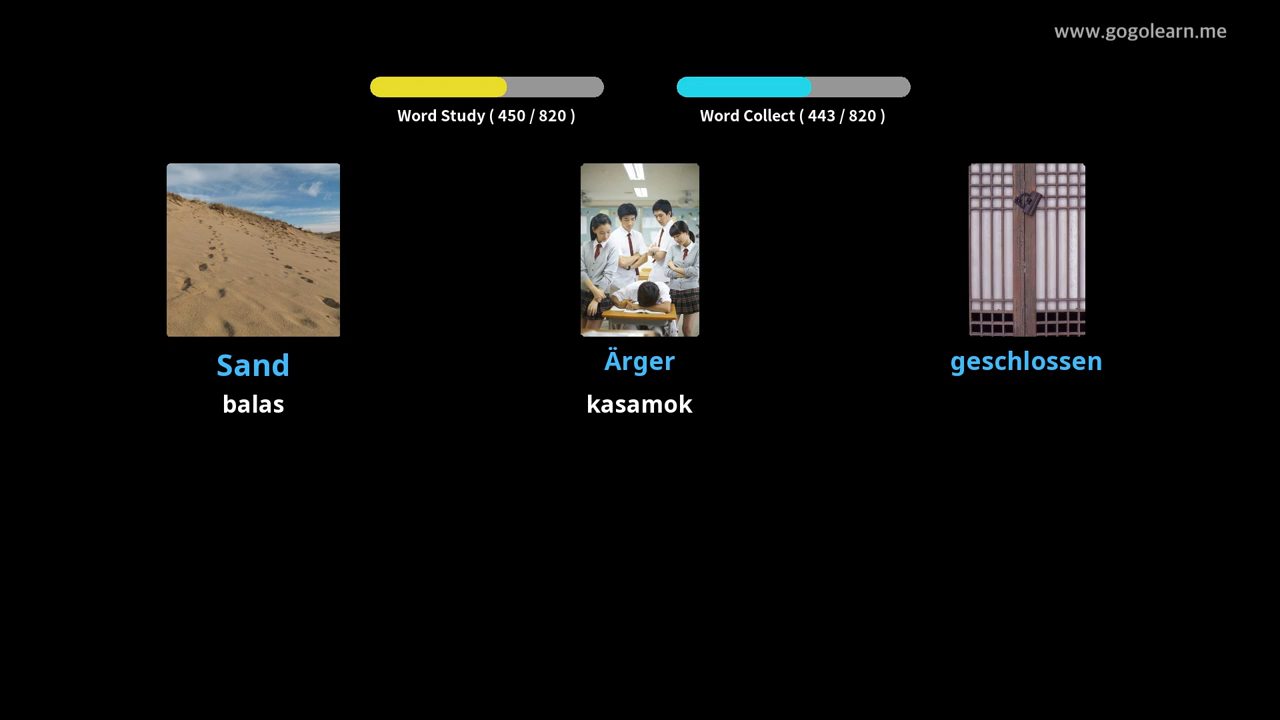 www.gogolearn.me
Word Study ( 450 / 820 )
Word Collect ( 443 / 820 )
Sand
balas
Ärger
kasamok
geschlossen